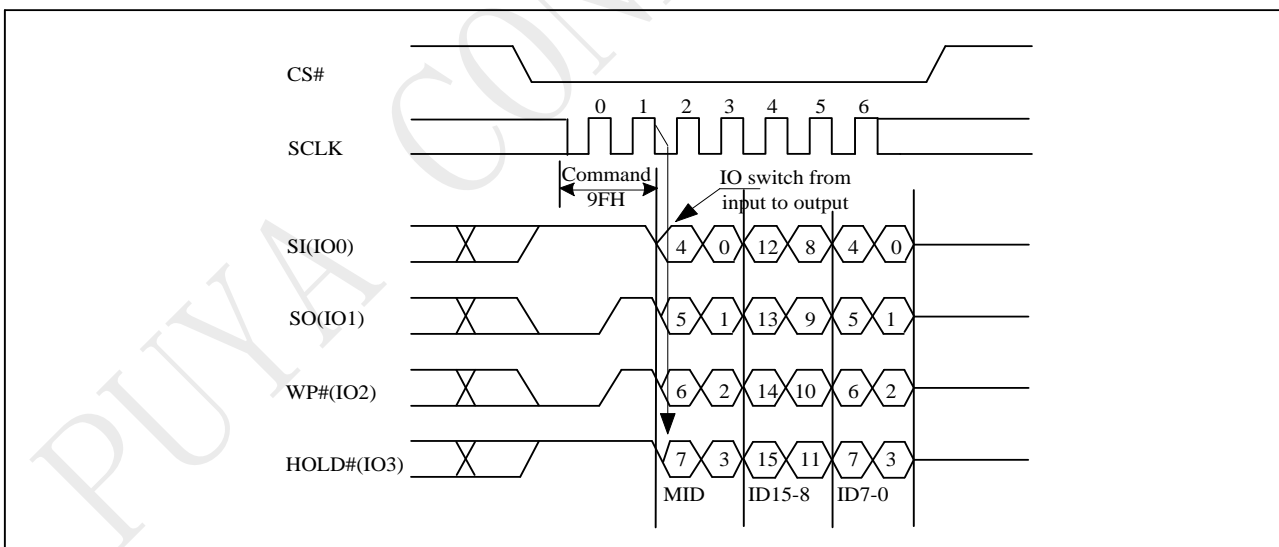 PUYA CON
CS#
0 1 2 3 4 5 6
SCLK
Command
9FH
IO switch from
input to output
SI(IO0)
4 0 12 8 4 0
SO(IO1)
5 1 13 9 5 1
WP#(IO2)
6 2 14 10 6 2
HOLD#(IO3)
7 3 15 11 7 3
MID ID15-8 ID7-0